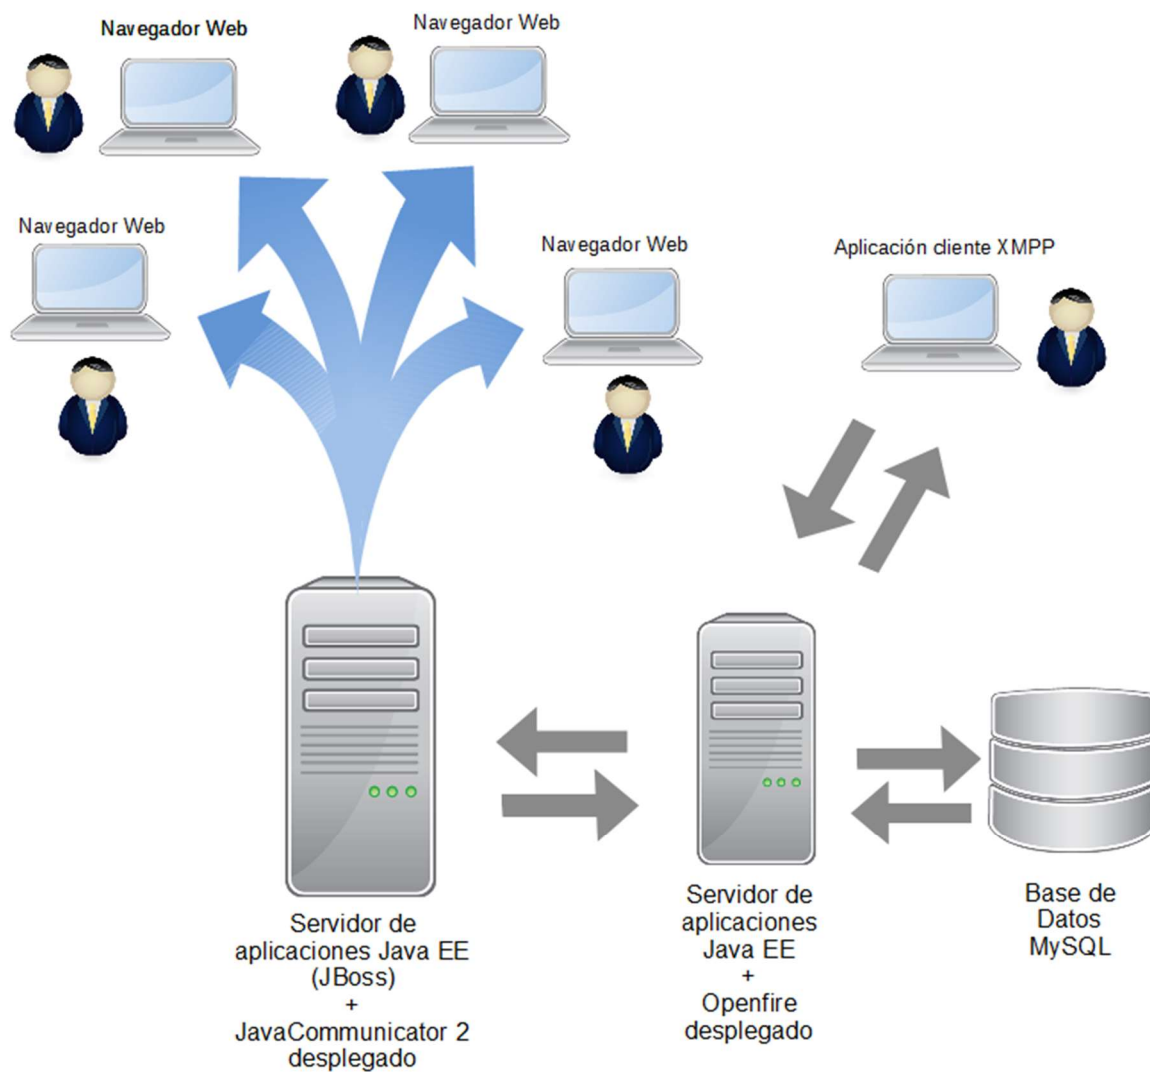 Navegador Web
Navegador Web
Navegador Web
Navegador Web
Aplicación cliente XMPP
Servidor de
aplicaciones Java EE
(JBoss)
+
JavaCommunicator 2
desplegado
Servidor de
aplicaciones
Java EE
+
Openfire
desplegado
Base de
Datos
MySQL